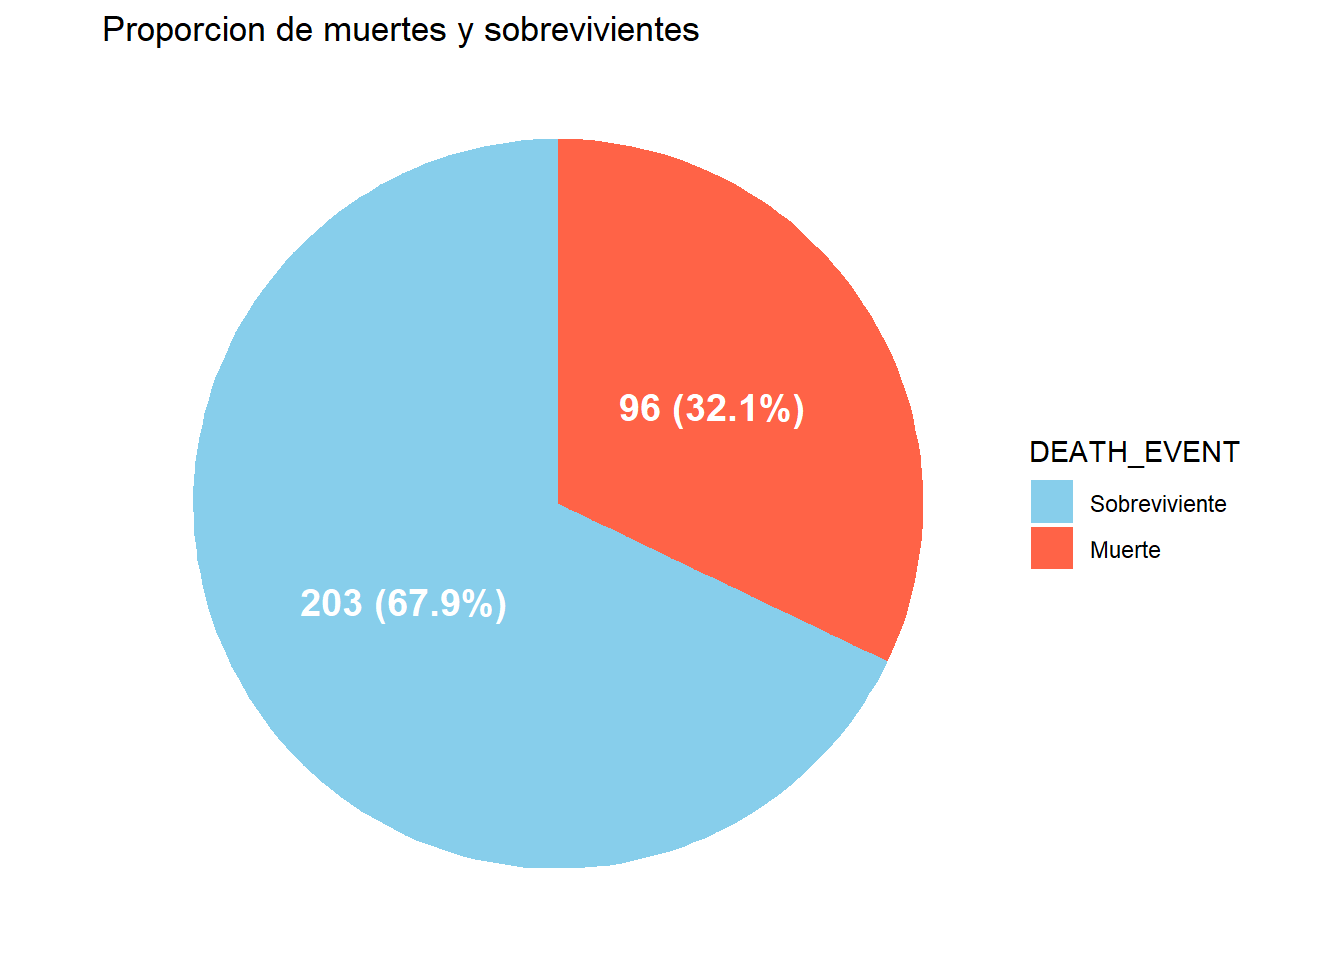 Proporcion de muertes y sobrevivientes
96 (32.1%)
203 (67.9%)
DEATH_EVENT
Sobreviviente
Muerte